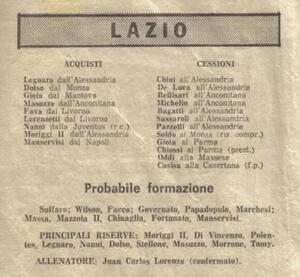 LAZIO
ACQUISTI
Legnaro dall'Alessandria
Dolso dal Monza
Gioia dal Mantova
Masuzzo dall'Anconitana
Fava dal Livorno
Lorenzetti dal Livorno
Nanni dalla Juventus (r.c.)
Moriggi II dall'Alessandria
Manservisi dal Napoli
CESSIONI
Chini all'Alessandria
De Luca all'Alessandria
Bellisari all'Anconitana
Michelin all'Anconitana
Bagatti all'Alessandria
Sassaroli all'Alessandria
Pazzelli all'Alessandria
Soldo al Monza (ris. compr.)
Gioia al Parma
Chiossi al Parma (prest.)
Oddi alla Massese
Casisa alla Casertana (f.p.)
Probabile formazione
Sulfaro; Wilson, Facco; Governato, Papadopulo, Marchesi;
Massa, Mazzola II, Chinaglia, Fortunato, Manservisi.
PRINCIPALI RISERVE: Moriggi II, Di Vincenzo, Polen-
tes, Legnaro, Nanni, Dolso, Stellone, Masuzzo, Morrone, Tomy.
ALLENATORE: Juan Carlos Lorenzo (confermato).